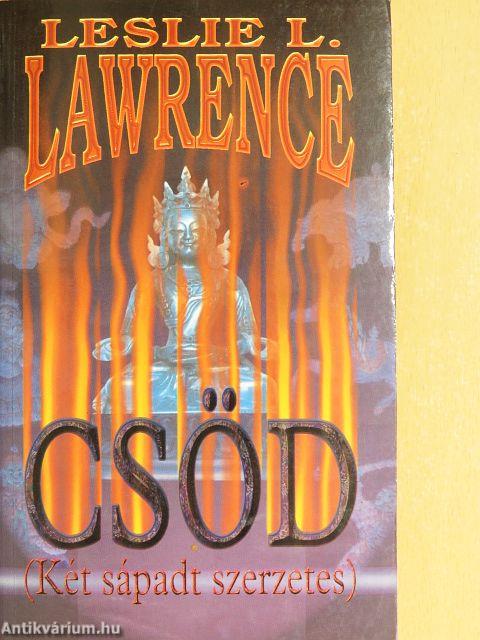 LESLIE L.
LAWRENCE
CSÖD
(Két sápadt szerzetes)
Antikvárium.hu